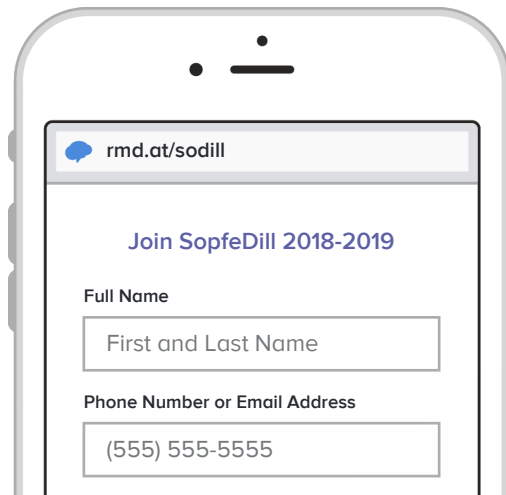 rmd.at/sodill
Join SopfeDill 2018-2019
Full Name
First and Last Name
Phone Number or Email Address
(555) 555-5555